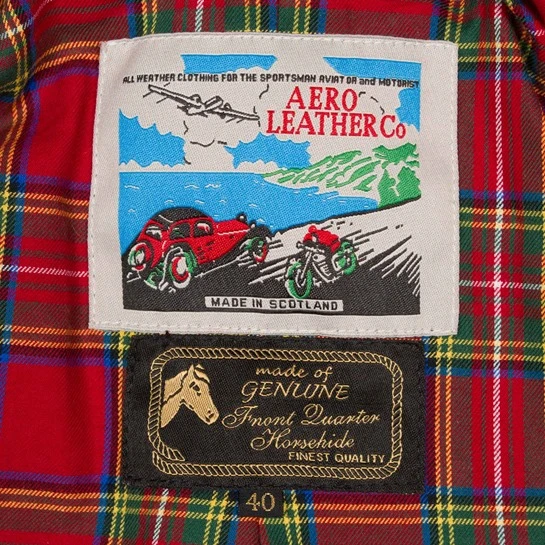 ALL WEATHER CLOTHING FOR THE SPORTSMAN AVIATOR and MOTORIST
AERO
LEATHER Co
MADE IN SCOTLAND
made of
GENUINE
Front Quarter
Horsehide
FINEST QUALITY
40